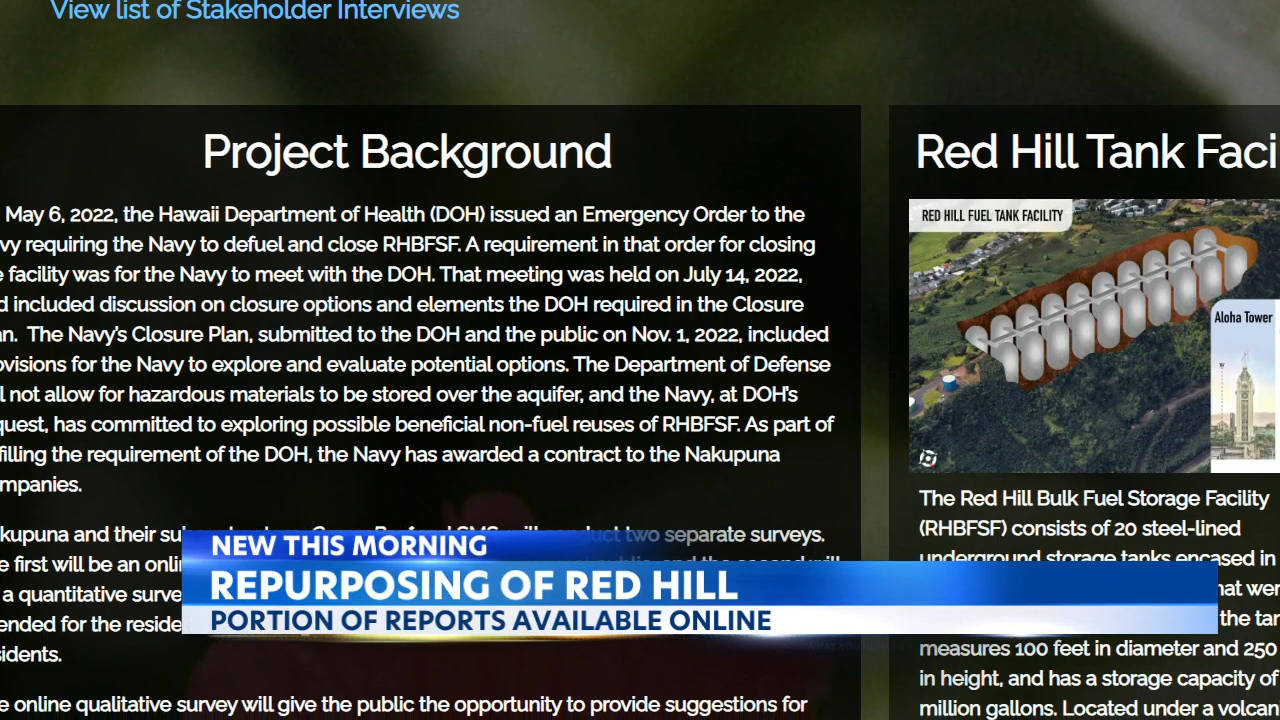 View list of Stakeholder Interviews
Project Background
May 6, 2022, the Hawaii Department of Health (DOH) issued an Emergency Order to the
vy requiring the Navy to defuel and close RHBFSF. A requirement in that order for closing
e facility was for the Navy to meet with the DOH. That meeting was held on July 14, 2022,
d included discussion on closure options and elements the DOH required in the Closure
an. The Navy's Closure Plan, submitted to the DOH and the public on Nov. 1, 2022, included
ovisions for the Navy to explore and evaluate potential options. The Department of Defense
l not allow for hazardous materials to be stored over the aquifer, and the Navy, at DOH's
quest, has committed to exploring possible beneficial non-fuel reuses of RHBFSF. As part of
filling the requirement of the DOH, the Navy has awarded a contract to the Nakupuna
mpanies.
kupuna and their su will conduct two separate surveys.
e first will be an onlin and the second will
a quantitative surve
ended for the reside
sidents.
e online qualitative survey will give the public the opportunity to provide suggestions for
Red Hill Tank Faci
RED HILL FUEL TANK FACILITY
Aloha Tower
The Red Hill Bulk Fuel Storage Facility
(RHBFSF) consists of 20 steel-lined
underground storage tanks encased in
hat wer
the tar
measures 100 feet in diameter and 250
in height, and has a storage capacity of
million gallons. Located under a volcan
NEW THIS MORNING
REPURPOSING OF RED HILL
PORTION OF REPORTS AVAILABLE ONLINE